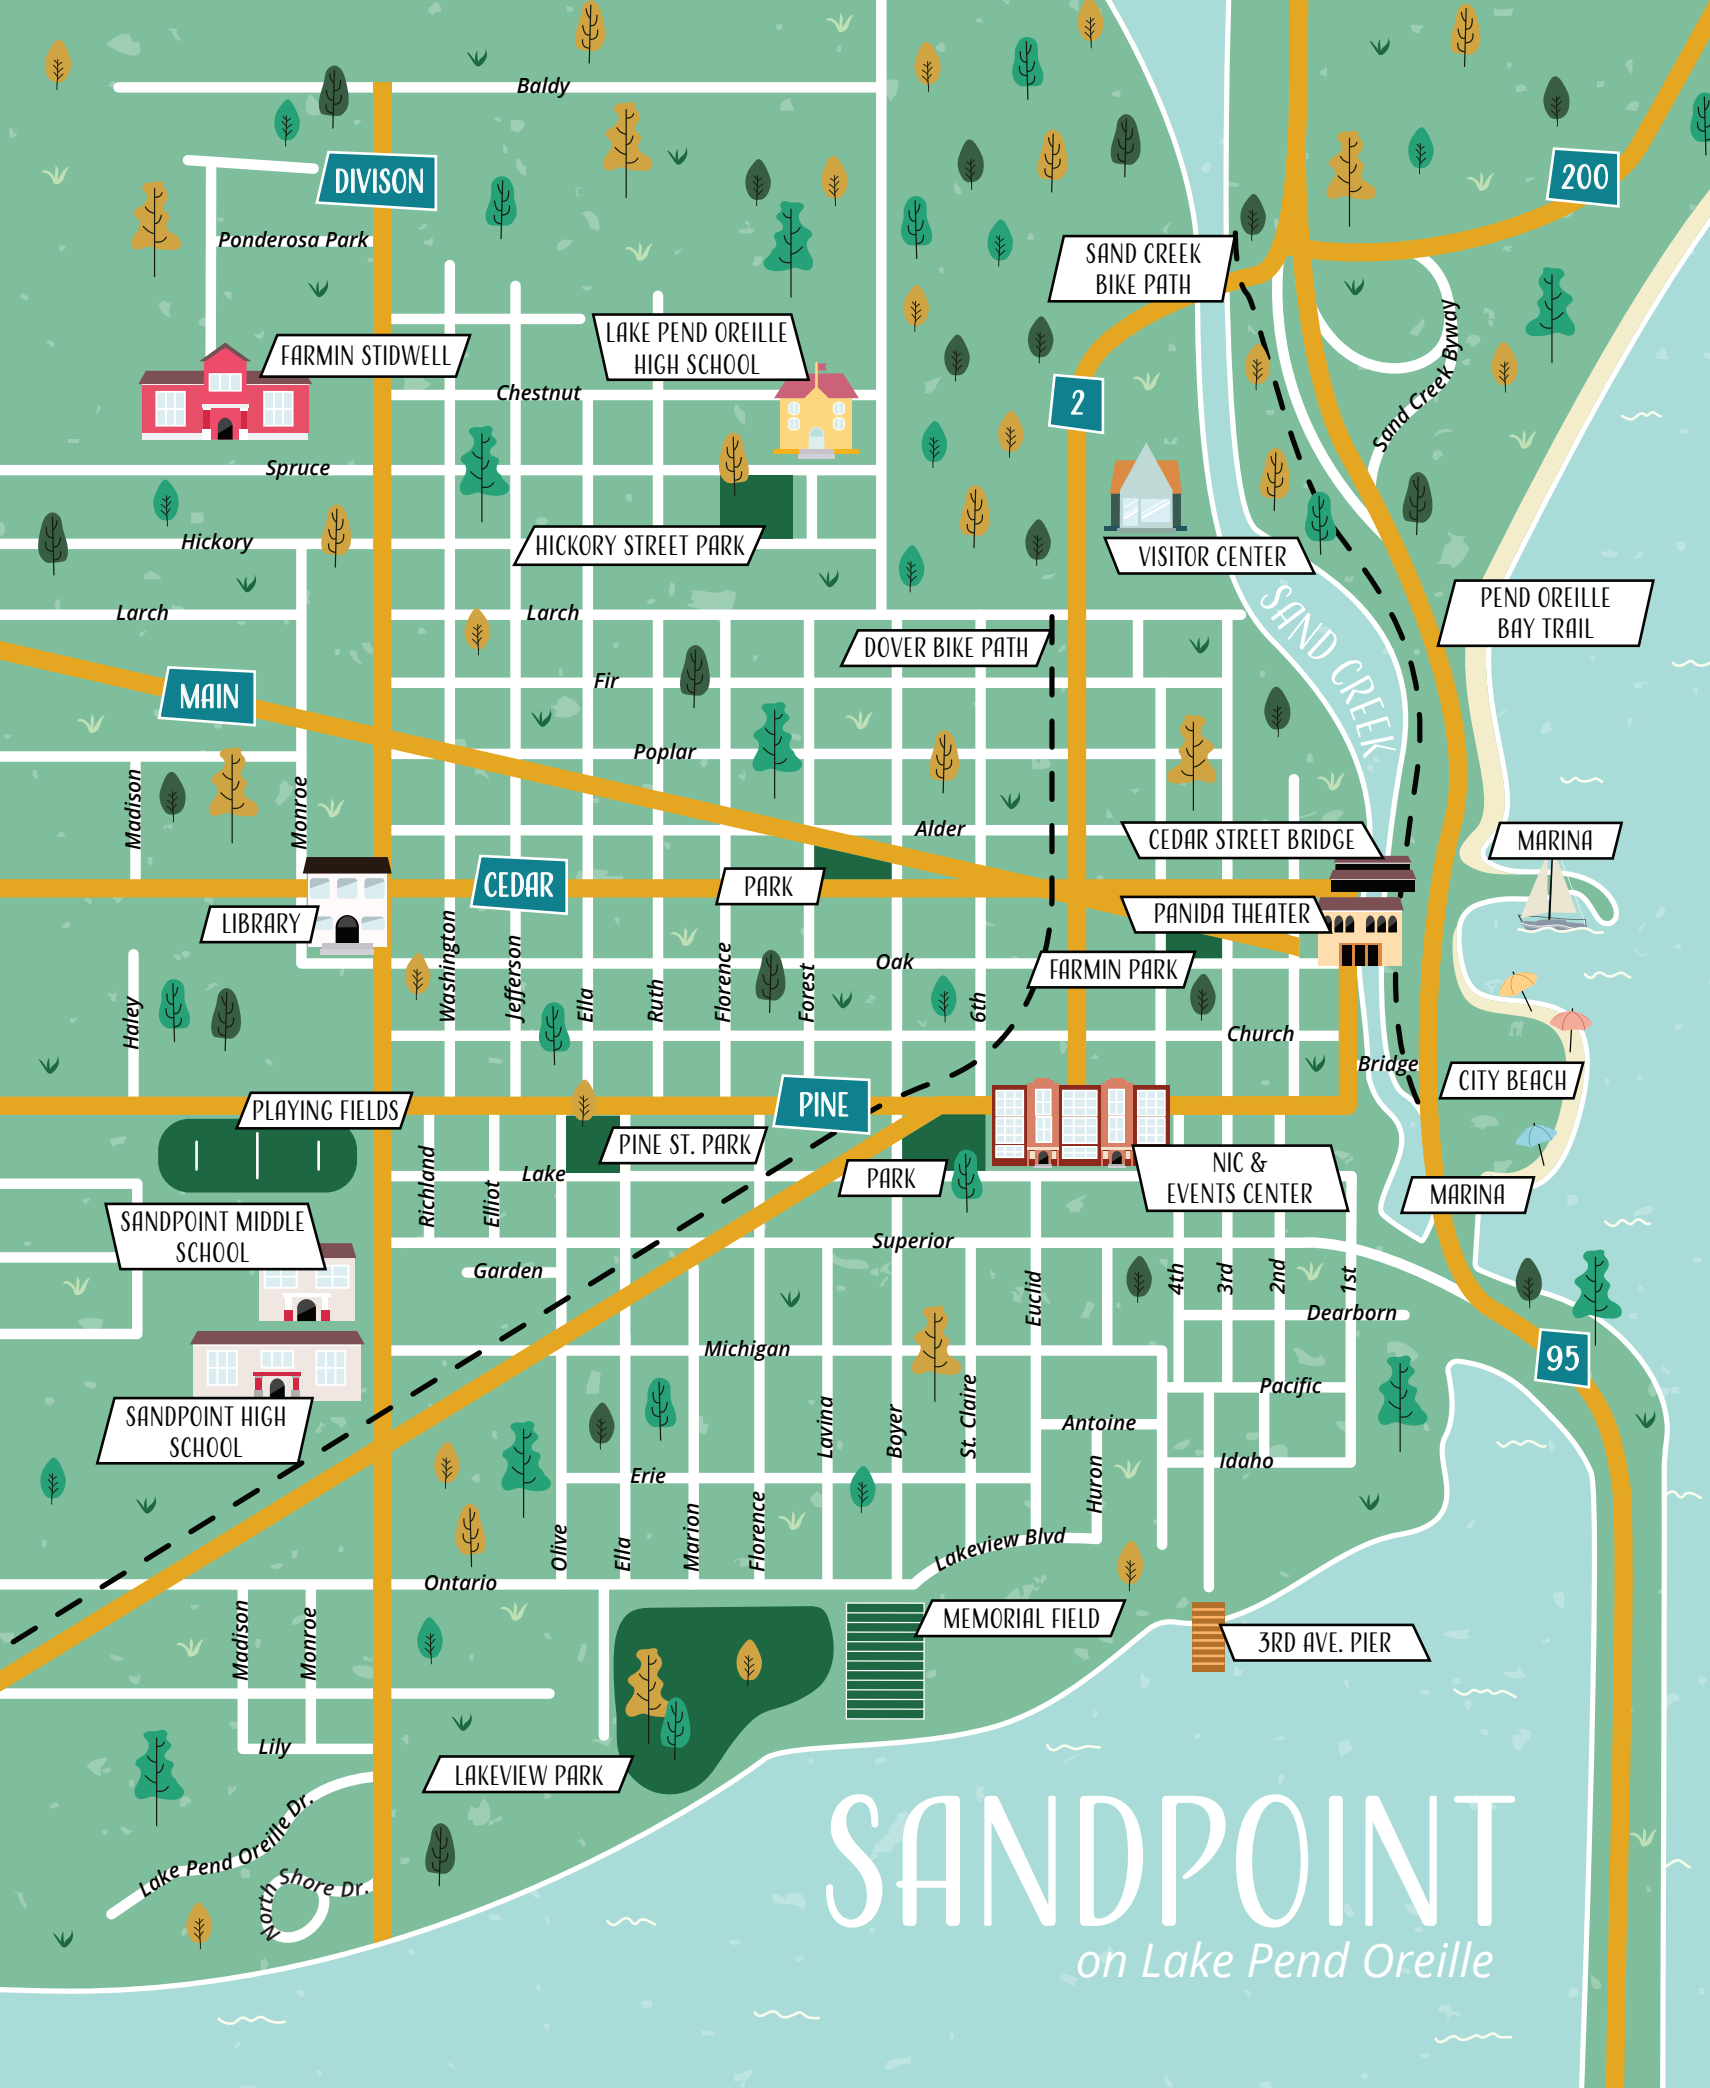 Baldy
DIVISON
200
Ponderosa Park
SAND CREEK
BIKE PATH
FARMIN STIDWELL
LAKE PEND OREILLE
HIGH SCHOOL
Sand Creek Byway
Chestnut
2
Spruce
Hickory
HICKORY STREET PARK
VISITOR CENTER
Larch
Larch
SAND CREEK
PEND OREILLE
BAY TRAIL
DOVER BIKE PATH
Fir
MAIN
Poplar
Madison
Monroe
Alder
CEDAR STREET BRIDGE
MARINA
CEDAR
PARK
PANIDA THEATER
LIBRARY
Washington
Jefferson
Ella
Ruth
Florence
Forest
Oak
6th
FARMIN PARK
Haley
Church
Bridge
CITY BEACH
PLAYING FIELDS
PINE
PINE ST. PARK
Richland
Elliot
Lake
PARK
NIC &
EVENTS CENTER
MARINA
SANDPOINT MIDDLE
SCHOOL
Superior
Garden
Euclid
4th
3rd
2nd
1st
Dearborn
Michigan
95
Pacific
SANDPOINT HIGH
SCHOOL
Lavina
Boyer
St. Claire
Antoine
Idaho
Erie
Huron
Olive
Ella
Marion
Florence
Lakeview Blvd
Ontario
Madison
Monroe
MEMORIAL FIELD
3RD AVE. PIER
Lily
LAKEVIEW PARK
Lake Pend Oreille Dr.
North Shore Dr.
SANDPOINT
on Lake Pend Oreille